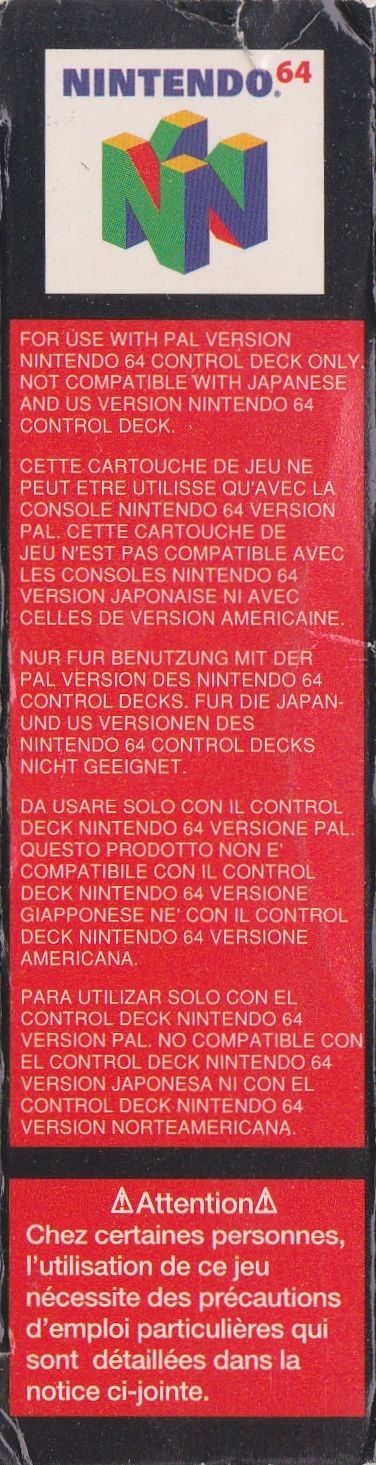 NINTENDO®64
FOR USE WITH PAL VERSION
NINTENDO 64 CONTROL DECK ONLY.
NOT COMPATIBLE WITH JAPANESE
AND US VERSION NINTENDO 64
CONTROL DECK.
CETTE CARTOUCHE DE JEU NE
PEUT ETRE UTILISSE QU'AVEC LA
CONSOLE NINTENDO 64 VERSION
PAL. CETTE CARTOUCHE DE
JEU N'EST PAS COMPATIBLE AVEC
LES CONSOLES NINTENDO 64
VERSION JAPONAISE NI AVEC
CELLES DE VERSION AMERICAINE.
NUR FUR BENUTZUNG MIT DER
PAL VERSION DES NINTENDO 64
CONTROL DECKS. FUR DIE JAPAN-
UND US VERSIONEN DES
NINTENDO 64 CONTROL DECKS
NICHT GEEIGNET.
DA USARE SOLO CON IL CONTROL
DECK NINTENDO 64 VERSIONE PAL.
QUESTO PRODOTTO NON E'
COMPATIBILE CON IL CONTROL
DECK NINTENDO 64 VERSIONE
GIAPPONESE NE' CON IL CONTROL
DECK NINTENDO 64 VERSIONE
AMERICANA.
PARA UTILIZAR SOLO CON EL
CONTROL DECK NINTENDO 64
VERSION PAL. NO COMPATIBLE CON
EL CONTROL DECK NINTENDO 64
VERSION JAPONESA NI CON EL
CONTROL DECK NINTENDO 64
VERSION NORTEAMERICANA.
⚠Attention⚠
Chez certaines personnes,
l'utilisation de ce jeu
nécessite des précautions
d'emploi particulières qui
sont détaillées dans la
notice ci-jointe.